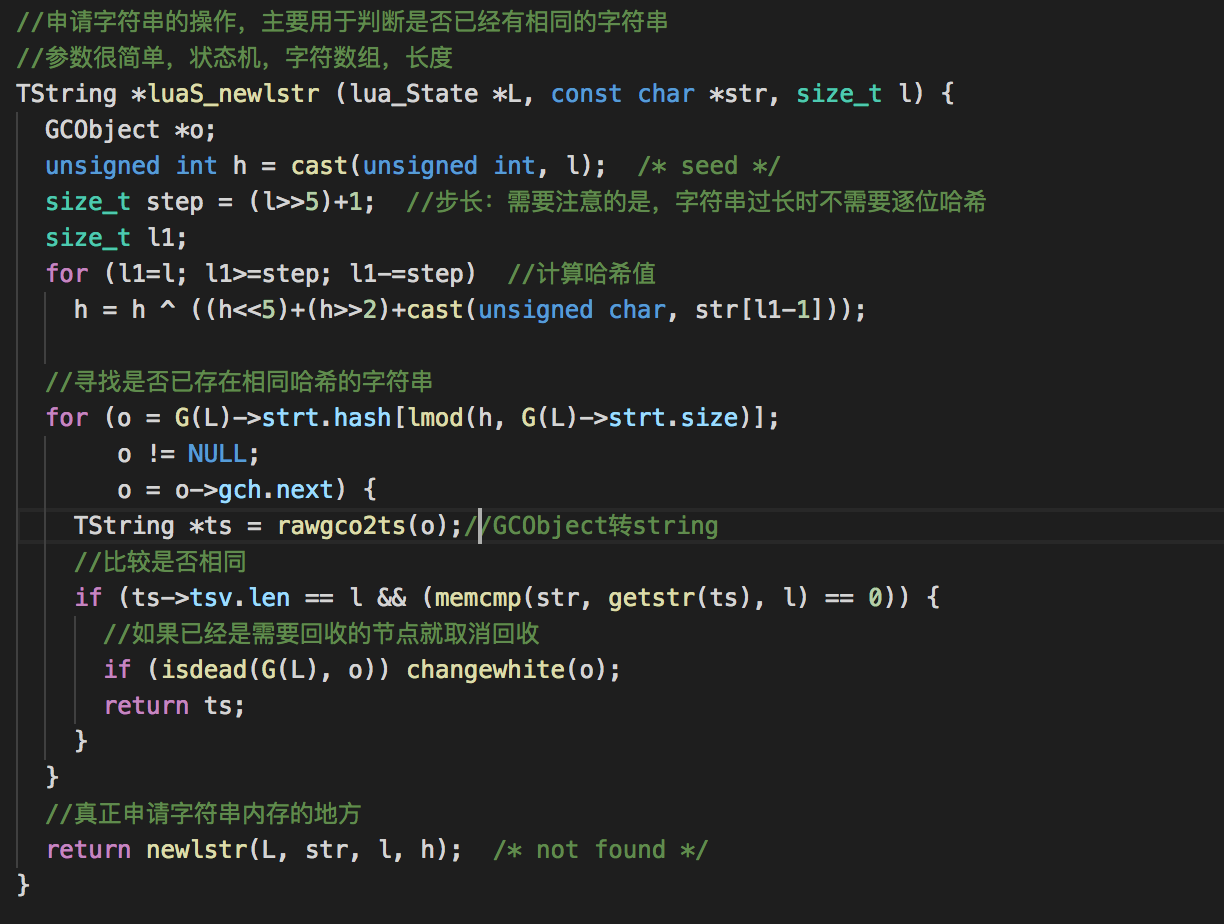 //申请字符串的操作，主要用于判断是否已经有相同的字符串
//参数很简单，状态机，字符数组，长度
TString *luaS_newlstr (lua_State *L, const char *str, size_t l) {
  GCObject *o;
  unsigned int h = cast(unsigned int, l);  /* seed */
  size_t step = (l>>5)+1;  //步长：需要注意的是，字符串过长时不需要逐位哈希
  size_t l1;
  for (l1=l; l1>=step; l1-=step)  //计算哈希值
    h = h ^ ((h<<5)+(h>>2)+cast(unsigned char, str[l1-1]));
  //寻找是否已存在相同哈希的字符串
  for (o = G(L)->strt.hash[lmod(h, G(L)->strt.size)];
       o != NULL;
       o = o->gch.next) {
    TString *ts = rawgco2ts(o);//GCObject转string
    //比较是否相同
    if (ts->tsv.len == l && (memcmp(str, getstr(ts), l) == 0)) {
      //如果已经是需要回收的节点就取消回收
      if (isdead(G(L), o)) changewhite(o);
      return ts;
    }
  }
  //真正申请字符串内存的地方
  return newlstr(L, str, l, h);  /* not found */
}